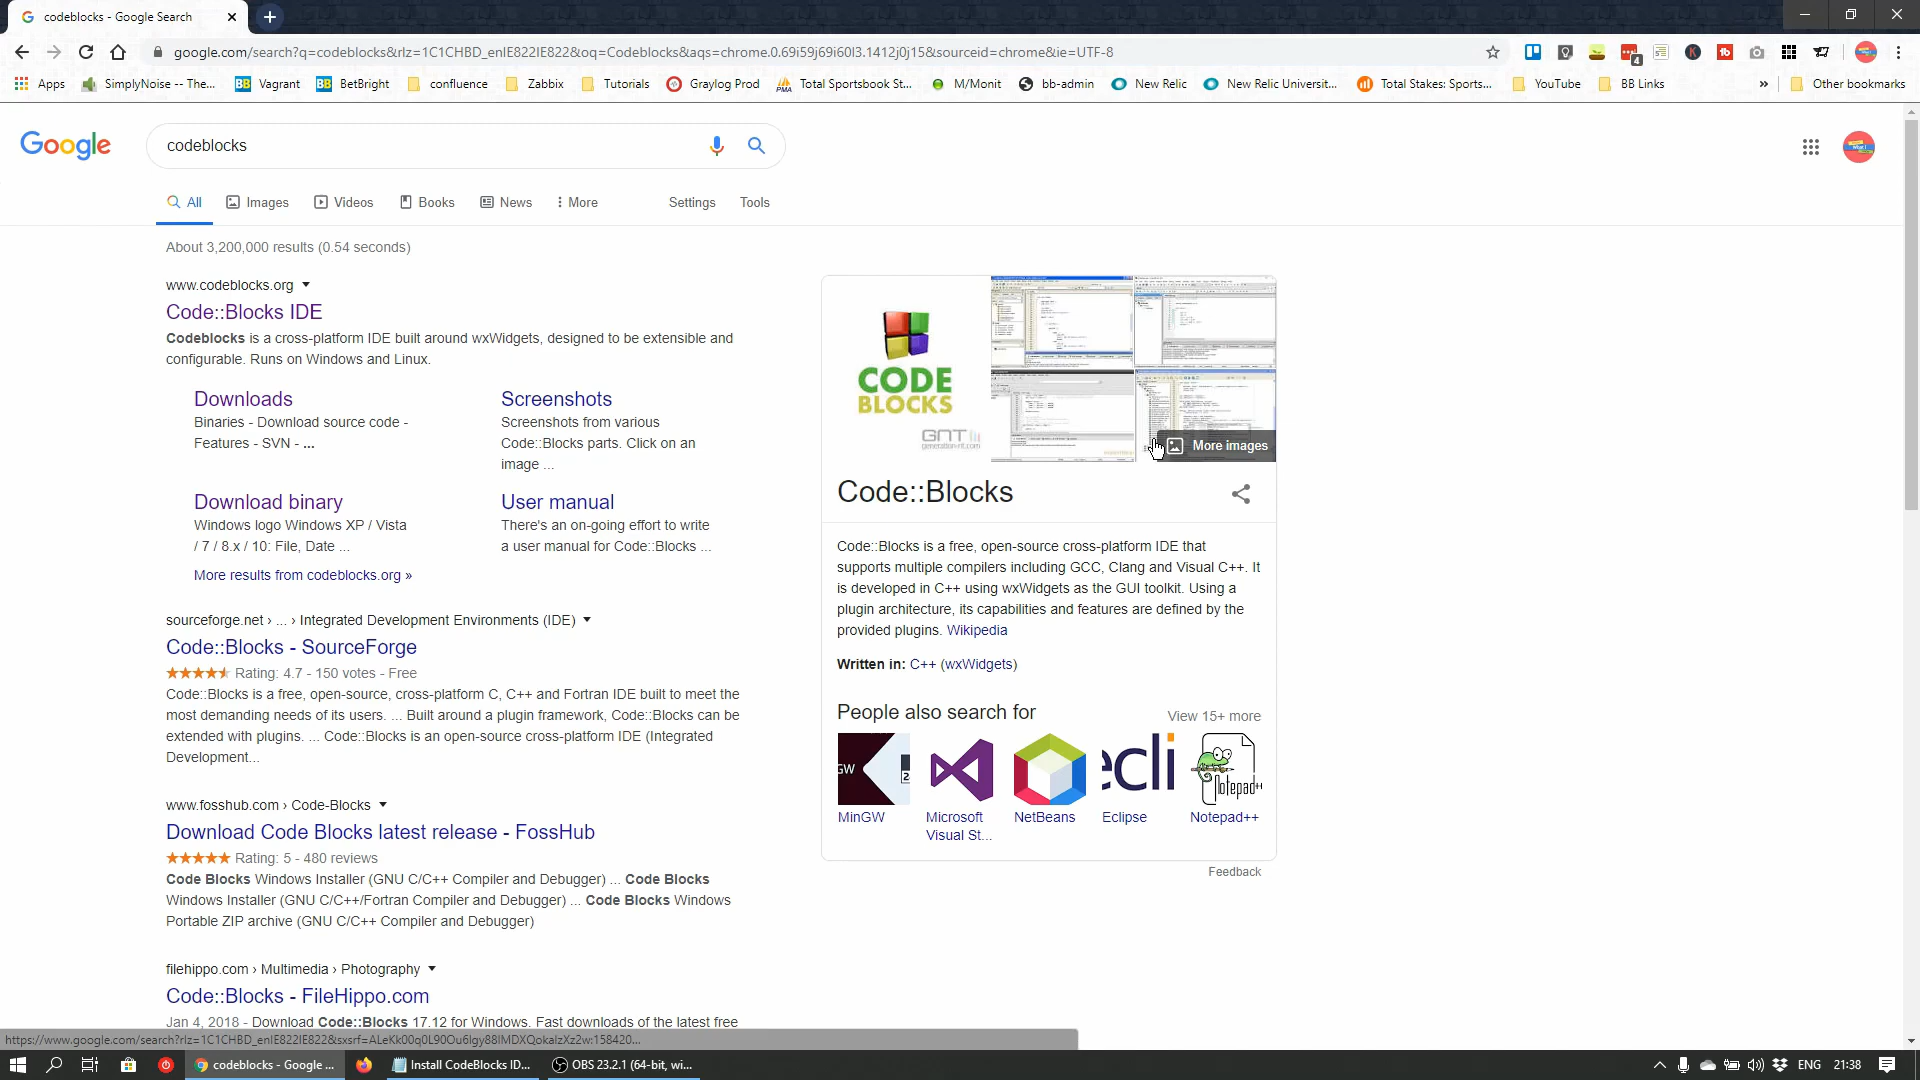 codeblocks - Google Search
google.com/search?q=codeblocks&rlz=1C1CHBD_enIE822IE822&oq=Codeblocks&aqs=chrome.0.69i59j69i60l3.1412j0j15&sourceid=chrome&ie=UTF-8
Apps SimplyNoise -- The... Vagrant BetBright confluence Zabbix Tutorials Graylog Prod Total Sportsbook St... M/Monit bb-admin New Relic New Relic Universit... Total Stakes: Sports... YouTube BB Links » Other bookmarks
Google
codeblocks
All Images Videos Books News More Settings Tools
About 3,200,000 results (0.54 seconds)
www.codeblocks.org
Code::Blocks IDE
Codeblocks is a cross-platform IDE built around wxWidgets, designed to be extensible and
configurable. Runs on Windows and Linux.
Downloads
Binaries - Download source code -
Features - SVN - ...
Screenshots
Screenshots from various
Code::Blocks parts. Click on an
image ...
Download binary
Windows logo Windows XP / Vista
/ 7 / 8.x / 10: File, Date ...
User manual
There's an on-going effort to write
a user manual for Code::Blocks ...
More results from codeblocks.org »
sourceforge.net › ... › Integrated Development Environments (IDE)
Code::Blocks - SourceForge
Rating: 4.7 - 150 votes - Free
Code::Blocks is a free, open-source, cross-platform C, C++ and Fortran IDE built to meet the
most demanding needs of its users. ... Built around a plugin framework, Code::Blocks can be
extended with plugins. ... Code::Blocks is an open-source cross-platform IDE (Integrated
Development...
www.fosshub.com › Code-Blocks
Download Code Blocks latest release - FossHub
Rating: 5 - 480 reviews
Code Blocks Windows Installer (GNU C/C++ Compiler and Debugger) ... Code Blocks
Windows Installer (GNU C/C++/Fortran Compiler and Debugger) ... Code Blocks Windows
Portable ZIP archive (GNU C/C++ Compiler and Debugger)
filehippo.com › Multimedia › Photography
Code::Blocks - FileHippo.com
Jan 4, 2018 - Download Code::Blocks 17.12 for Windows. Fast downloads of the latest free
CODE
BLOCKS
GNT
More images
Code::Blocks
Code::Blocks is a free, open-source cross-platform IDE that
supports multiple compilers including GCC, Clang and Visual C++. It
is developed in C++ using wxWidgets as the GUI toolkit. Using a
plugin architecture, its capabilities and features are defined by the
provided plugins. Wikipedia
Written in: C++ (wxWidgets)
People also search for
View 15+ more
GW 2
ecli
Notepad++
MinGW
Microsoft
Visual St...
NetBeans
Eclipse
Notepad++
Feedback
codeblocks - Google ... Install CodeBlocks ID... OBS 23.2.1 (64-bit, wi... ENG 21:38